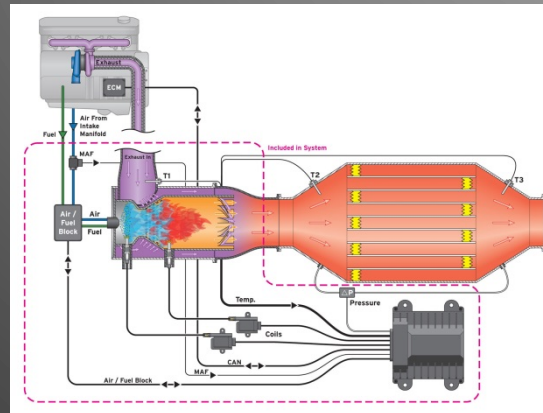 Exhaust
ECM
Air From
Intake
Manifold
Fuel
MAF
Exhaust In
Included in System
T1
T2
T3
Air /
Fuel
Block
Air
Fuel
ΔP
Pressure
Temp.
Coils
CAN
MAF
Air / Fuel Block